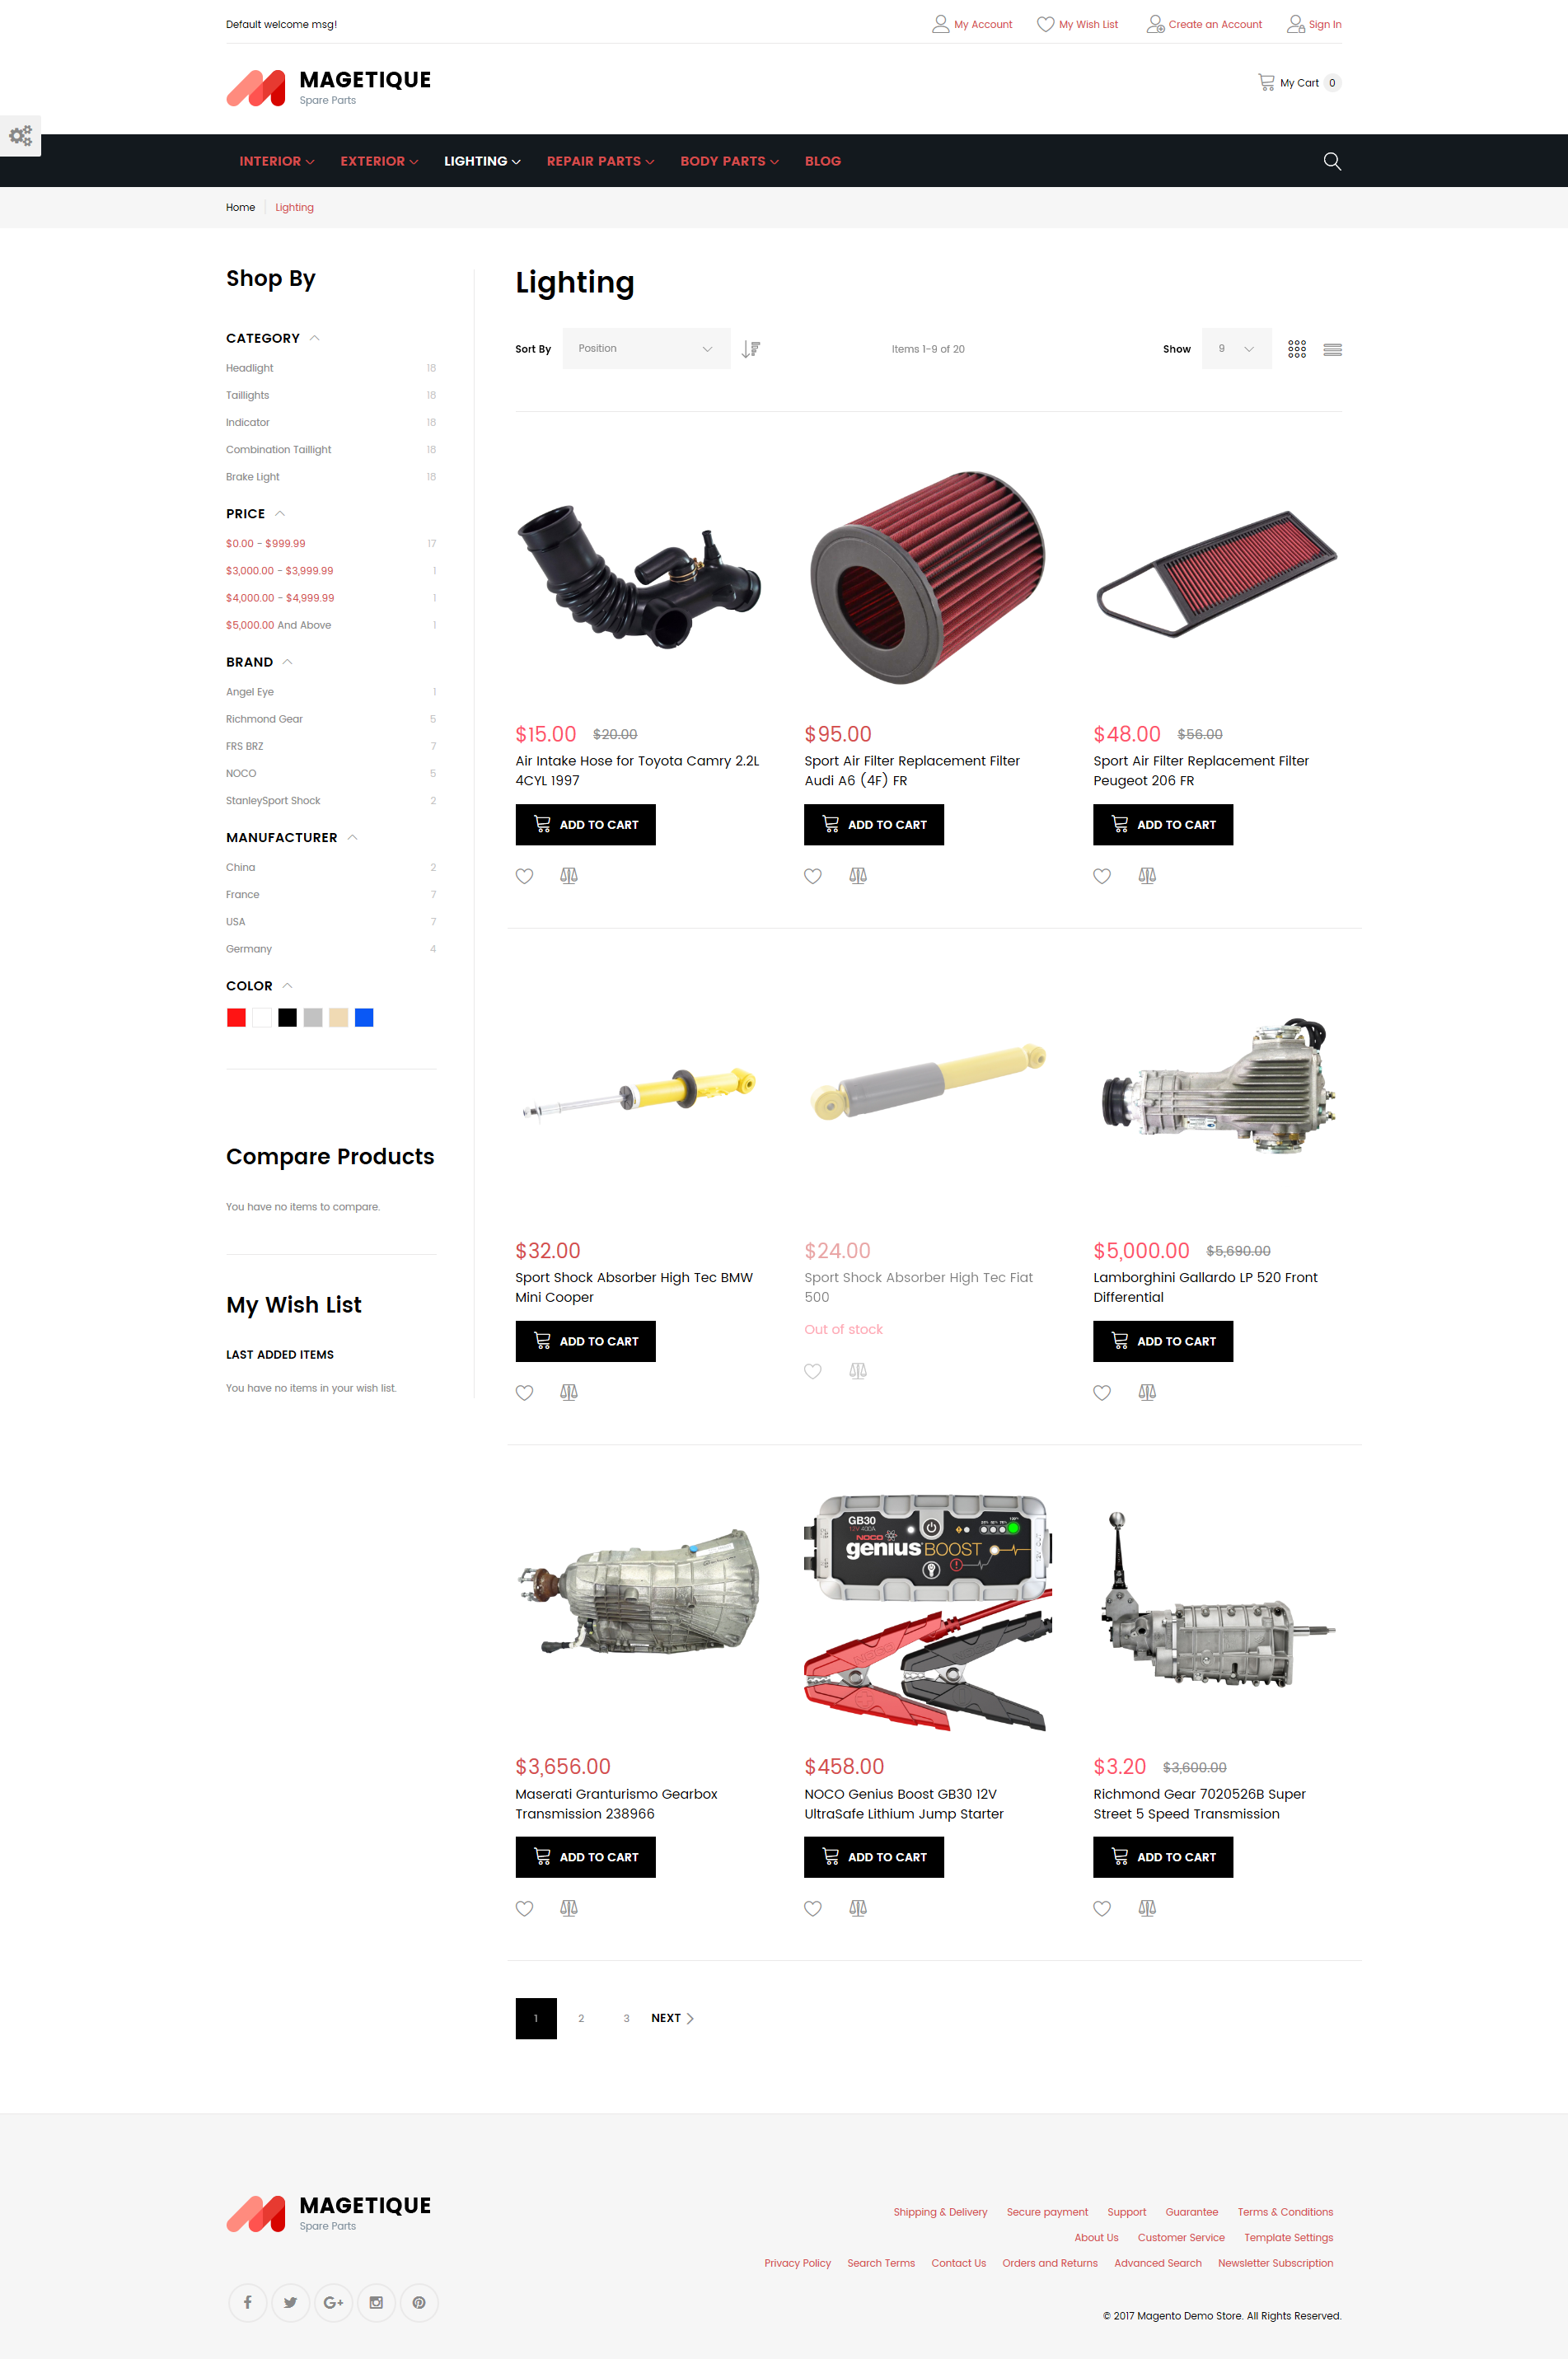 Default welcome msg!
My Account
My Wish List
Create an Account
Sign In
MAGETIQUE
Spare Parts
My Cart 0
INTERIOR
EXTERIOR
LIGHTING
REPAIR PARTS
BODY PARTS
BLOG
Home
Lighting
Shop By
CATEGORY
Headlight 18
Taillights 18
Indicator 18
Combination Taillight 18
Brake Light 18
PRICE
$0.00 - $999.99 17
$3,000.00 - $3,999.99 1
$4,000.00 - $4,999.99 1
$5,000.00 And Above 1
BRAND
Angel Eye 1
Richmond Gear 5
FRS BRZ 7
NOCO 5
StanleySport Shock 2
MANUFACTURER
China 2
France 7
USA 7
Germany 4
COLOR
Compare Products
You have no items to compare.
My Wish List
LAST ADDED ITEMS
You have no items in your wish list.
Lighting
Sort By Position
Items 1-9 of 20
Show 9
$15.00 $20.00
Air Intake Hose for Toyota Camry 2.2L
4CYL 1997
ADD TO CART
$95.00
Sport Air Filter Replacement Filter
Audi A6 (4F) FR
ADD TO CART
$48.00 $56.00
Sport Air Filter Replacement Filter
Peugeot 206 FR
ADD TO CART
$32.00
Sport Shock Absorber High Tec BMW
Mini Cooper
ADD TO CART
$24.00
Sport Shock Absorber High Tec Fiat
500
Out of stock
$5,000.00 $5,690.00
Lamborghini Gallardo LP 520 Front
Differential
ADD TO CART
$3,656.00
Maserati Granturismo Gearbox
Transmission 238966
ADD TO CART
GB30
12V 400A
NOCO
genius BOOST
$458.00
NOCO Genius Boost GB30 12V
UltraSafe Lithium Jump Starter
ADD TO CART
$3.20 $3,600.00
Richmond Gear 7020526B Super
Street 5 Speed Transmission
ADD TO CART
1
2
3
NEXT
MAGETIQUE
Spare Parts
Shipping & Delivery
Secure payment
Support
Guarantee
Terms & Conditions
About Us
Customer Service
Template Settings
Privacy Policy
Search Terms
Contact Us
Orders and Returns
Advanced Search
Newsletter Subscription
© 2017 Magento Demo Store. All Rights Reserved.